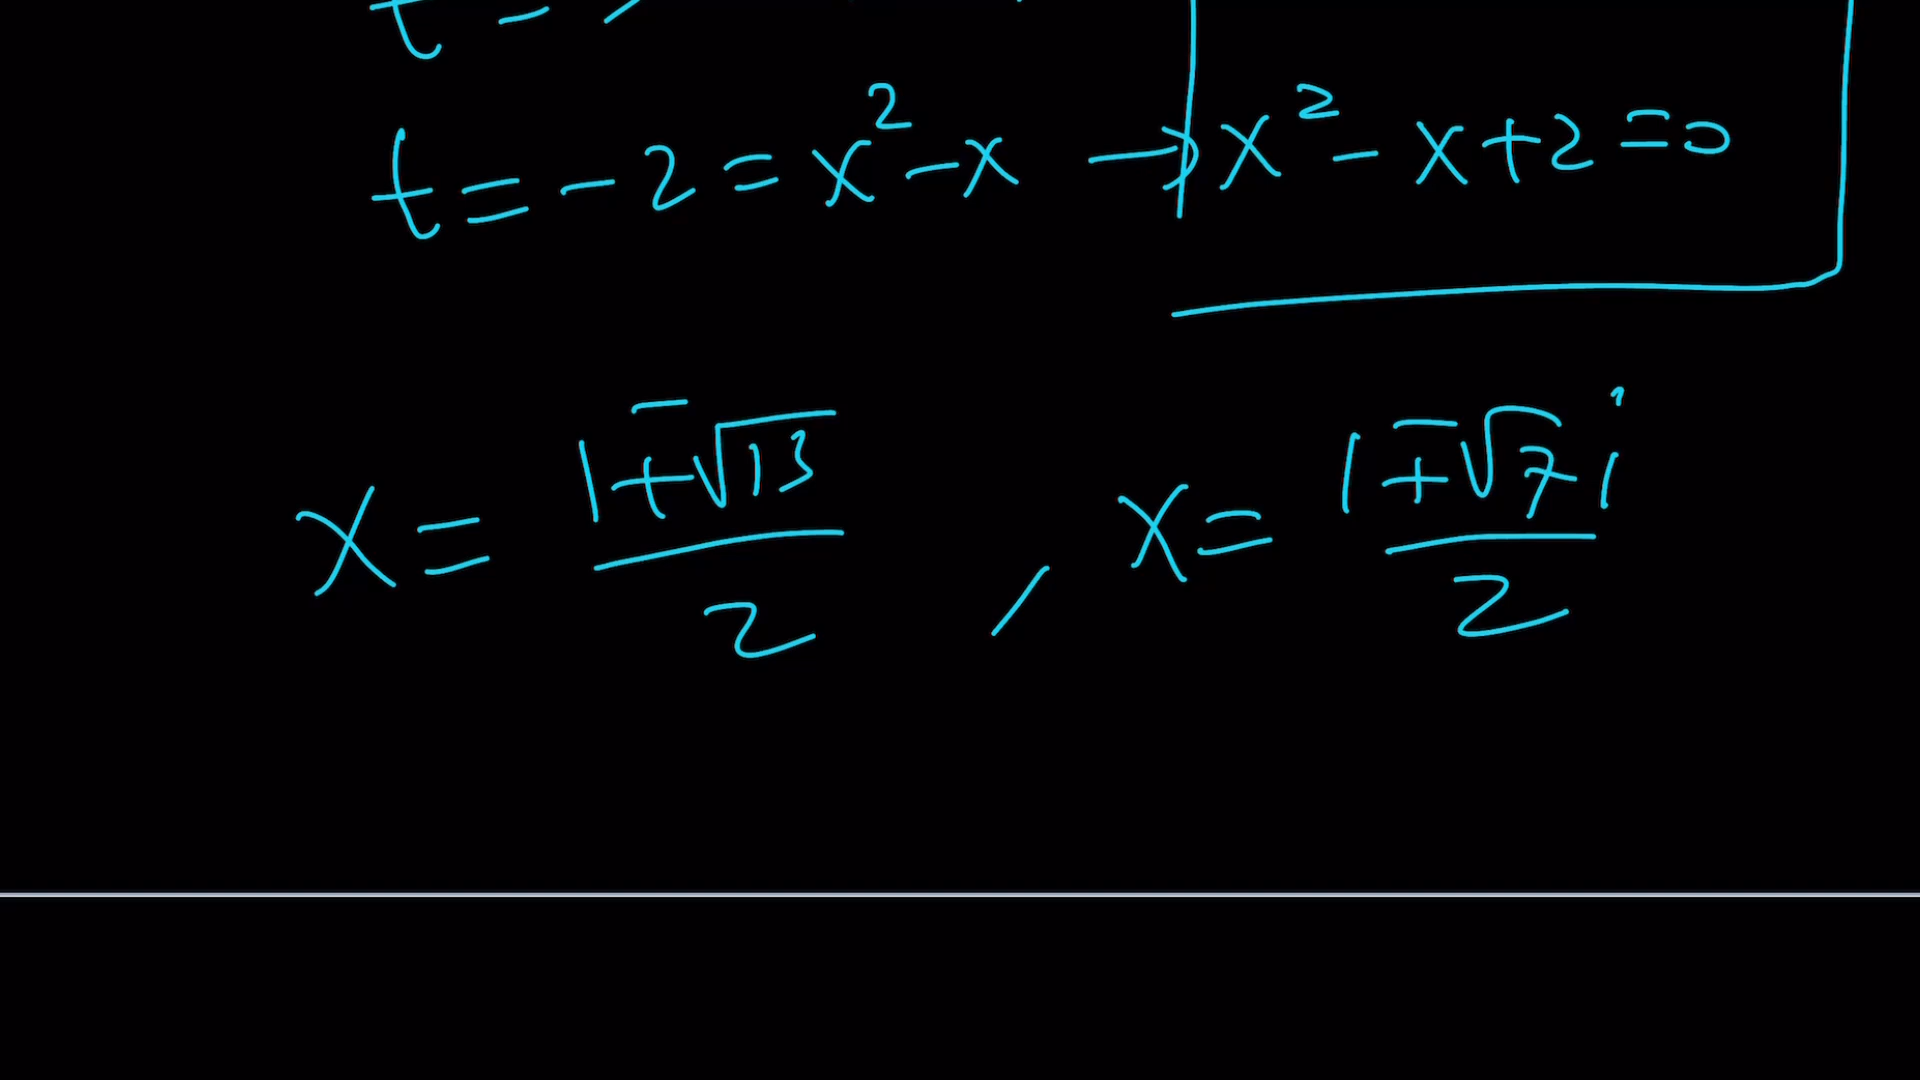 t = -2 = x² - x → x² - x + 2 = 0
x = (1 ∓ √13)/2 , x = (1 ∓ √7 i)/2